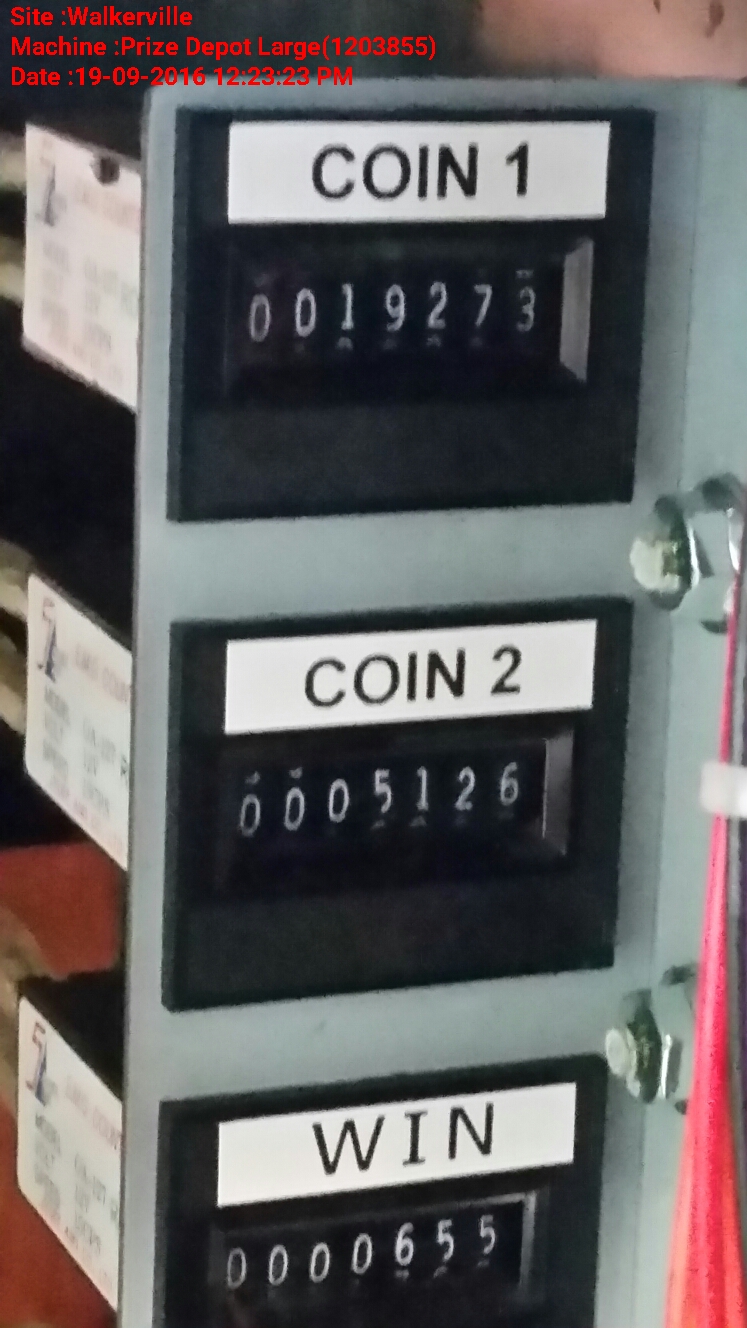 Site :Walkerville
Machine :Prize Depot Large(1203855)
Date :19-09-2016 12:23:23 PM
COIN 1
0019273
COIN 2
0005126
WIN
0000655